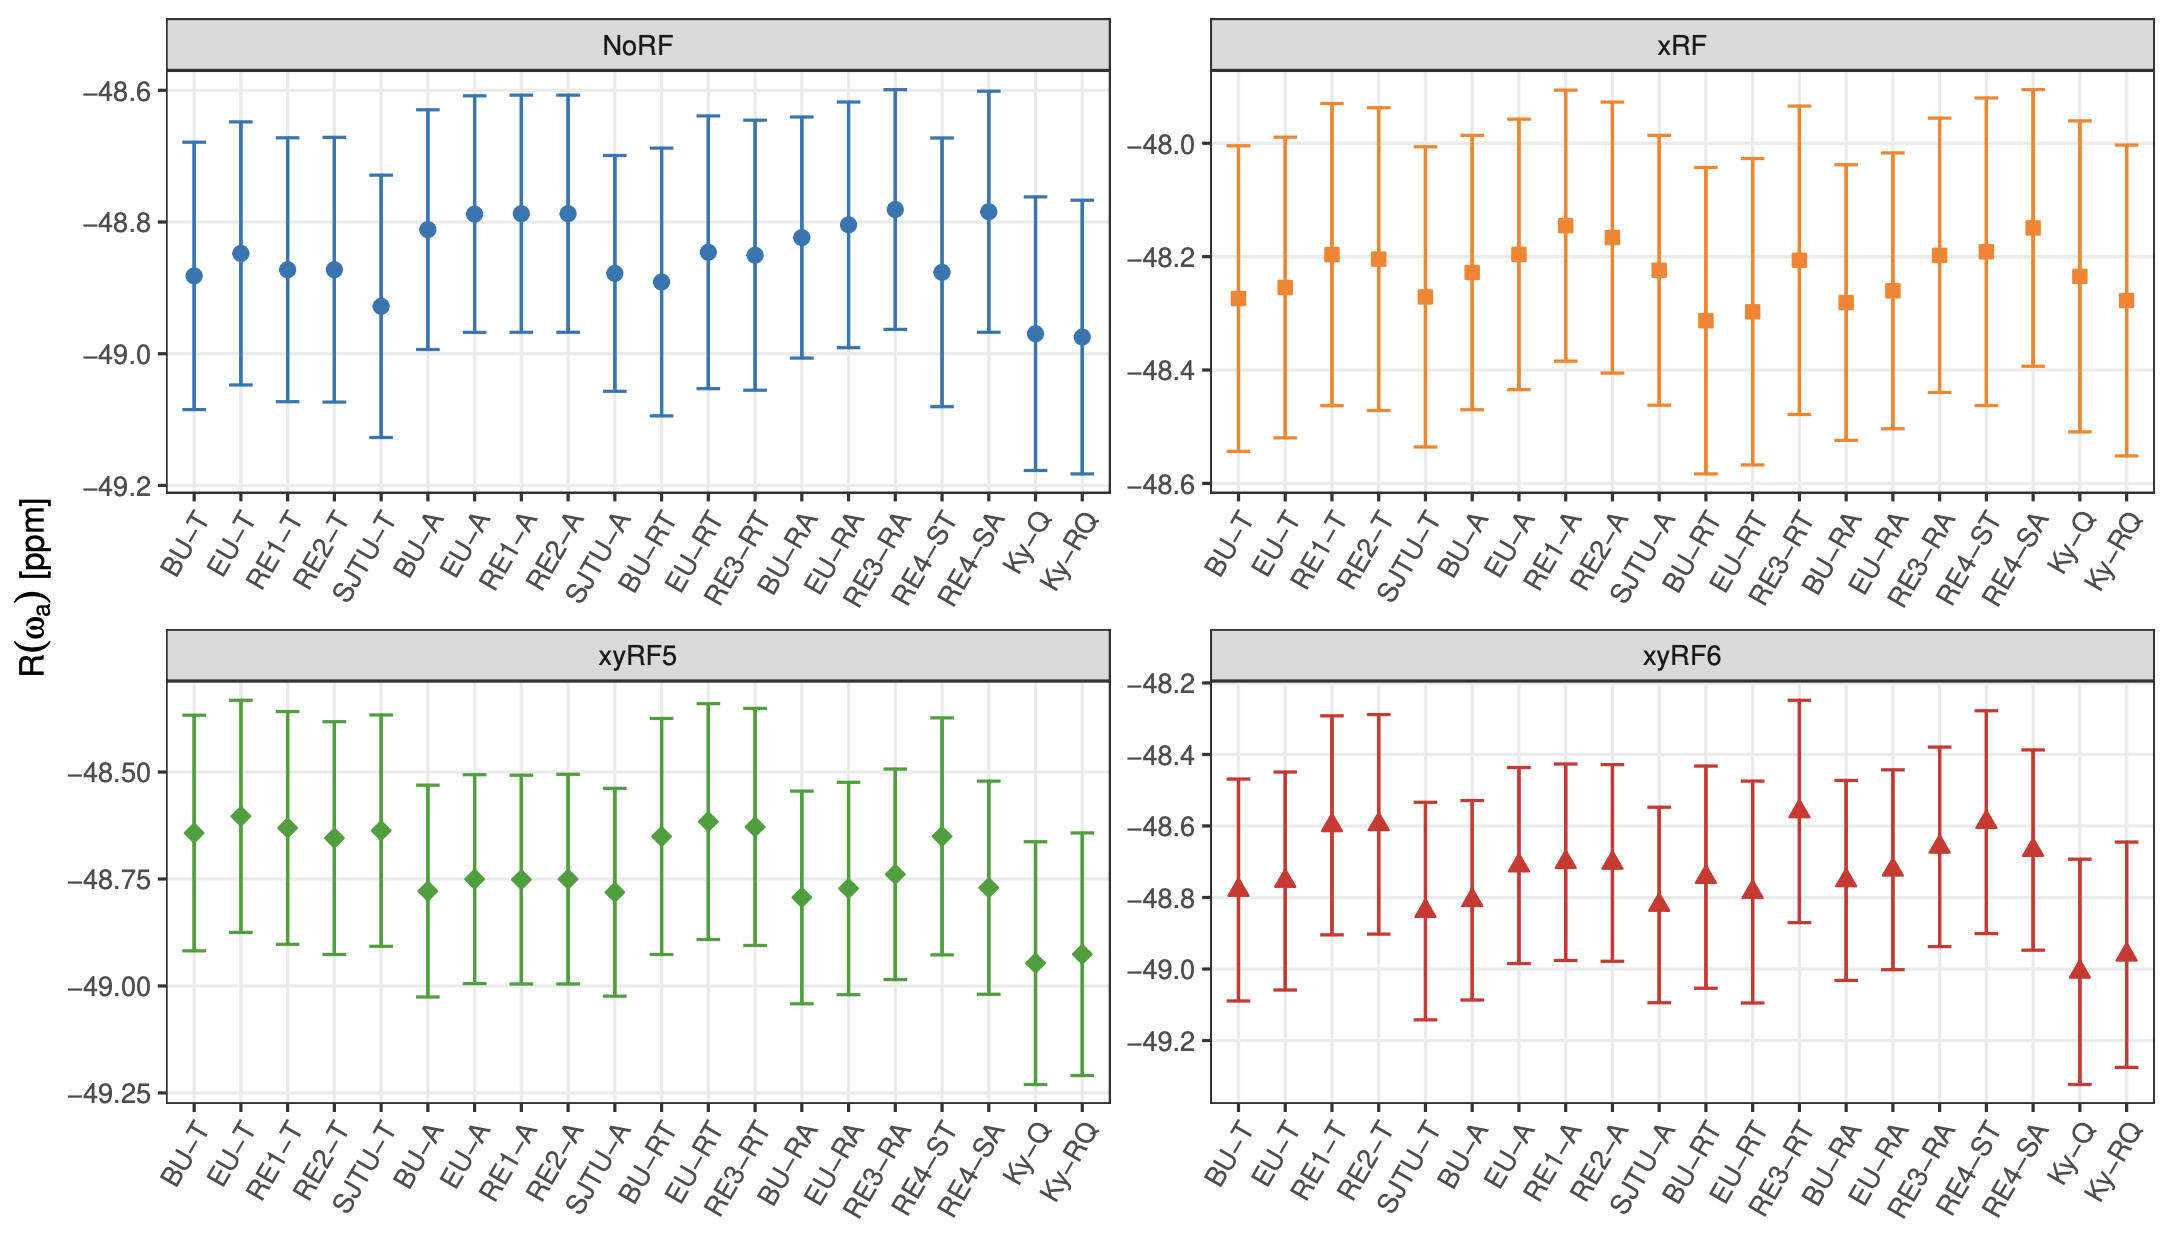 NoRF
xRF
−48.6
−48.8
−49.0
−49.2
−48.0
−48.2
−48.4
−48.6
BU−T EU−T RE1−T RE2−T SJTU−T BU−A EU−A RE1−A RE2−A SJTU−A BU−RT EU−RT RE3−RT BU−RA EU−RA RE3−RA RE4−ST RE4−SA Ky−Q Ky−RQ
BU−T EU−T RE1−T RE2−T SJTU−T BU−A EU−A RE1−A RE2−A SJTU−A BU−RT EU−RT RE3−RT BU−RA EU−RA RE3−RA RE4−ST RE4−SA Ky−Q Ky−RQ
R(ωa) [ppm]
xyRF5
xyRF6
−48.50
−48.75
−49.00
−49.25
−48.2
−48.4
−48.6
−48.8
−49.0
−49.2
BU−T EU−T RE1−T RE2−T SJTU−T BU−A EU−A RE1−A RE2−A SJTU−A BU−RT EU−RT RE3−RT BU−RA EU−RA RE3−RA RE4−ST RE4−SA Ky−Q Ky−RQ
BU−T EU−T RE1−T RE2−T SJTU−T BU−A EU−A RE1−A RE2−A SJTU−A BU−RT EU−RT RE3−RT BU−RA EU−RA RE3−RA RE4−ST RE4−SA Ky−Q Ky−RQ